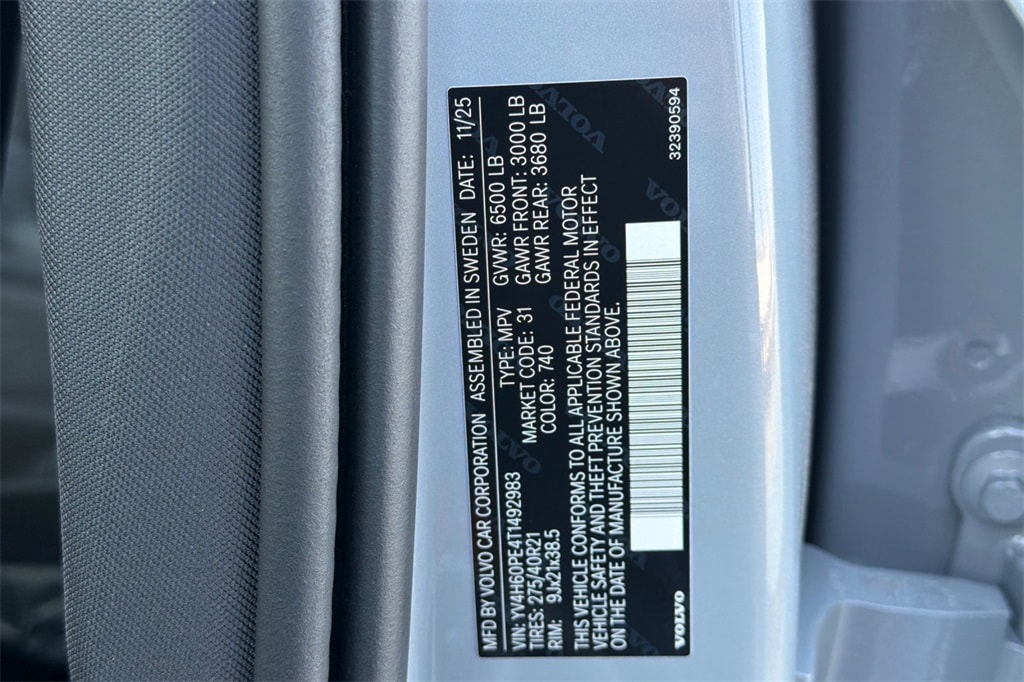 MFD BY VOLVO CAR CORPORATION ASSEMBLED IN SWEDEN DATE: 11/25
VIN: YV4H60PE4T1492983 TYPE: MPV GVWR: 6500 LB
TIRES: 275/40R21 MARKET CODE: 31 GAWR FRONT: 3000 LB
RIM: 9Jx21x38.5 COLOR: 740 GAWR REAR: 3680 LB
THIS VEHICLE CONFORMS TO ALL APPLICABLE FEDERAL MOTOR
VEHICLE SAFETY AND THEFT PREVENTION STANDARDS IN EFFECT
ON THE DATE OF MANUFACTURE SHOWN ABOVE.
VOLVO 32390594